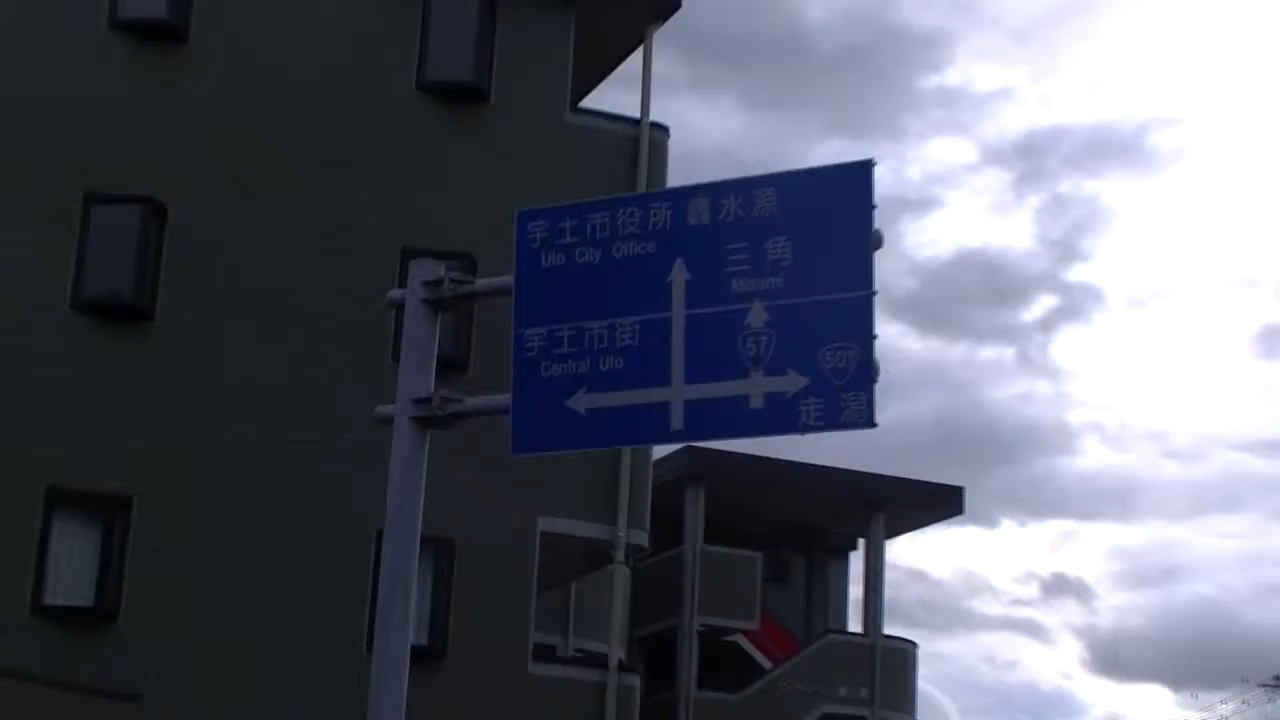 宇土市役所 轟水源
Uto City Office
三角
Misumi
宇土市街
Central Uto
57
501
走潟